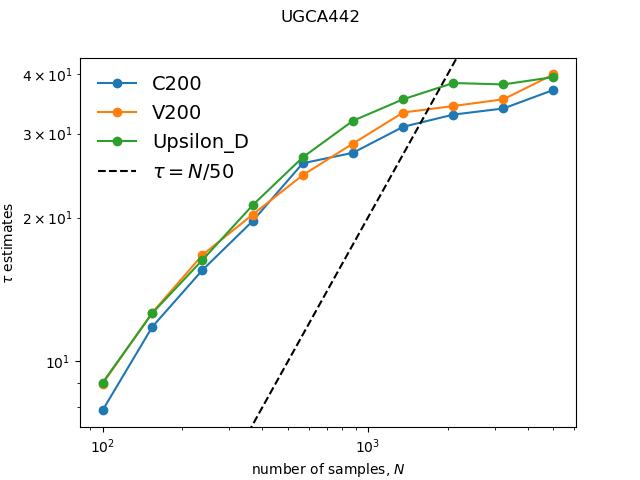 UGCA442
C200
V200
Upsilon_D
τ = N/50
4 × 10¹
3 × 10¹
2 × 10¹
10¹
τ estimates
10²
10³
number of samples, N